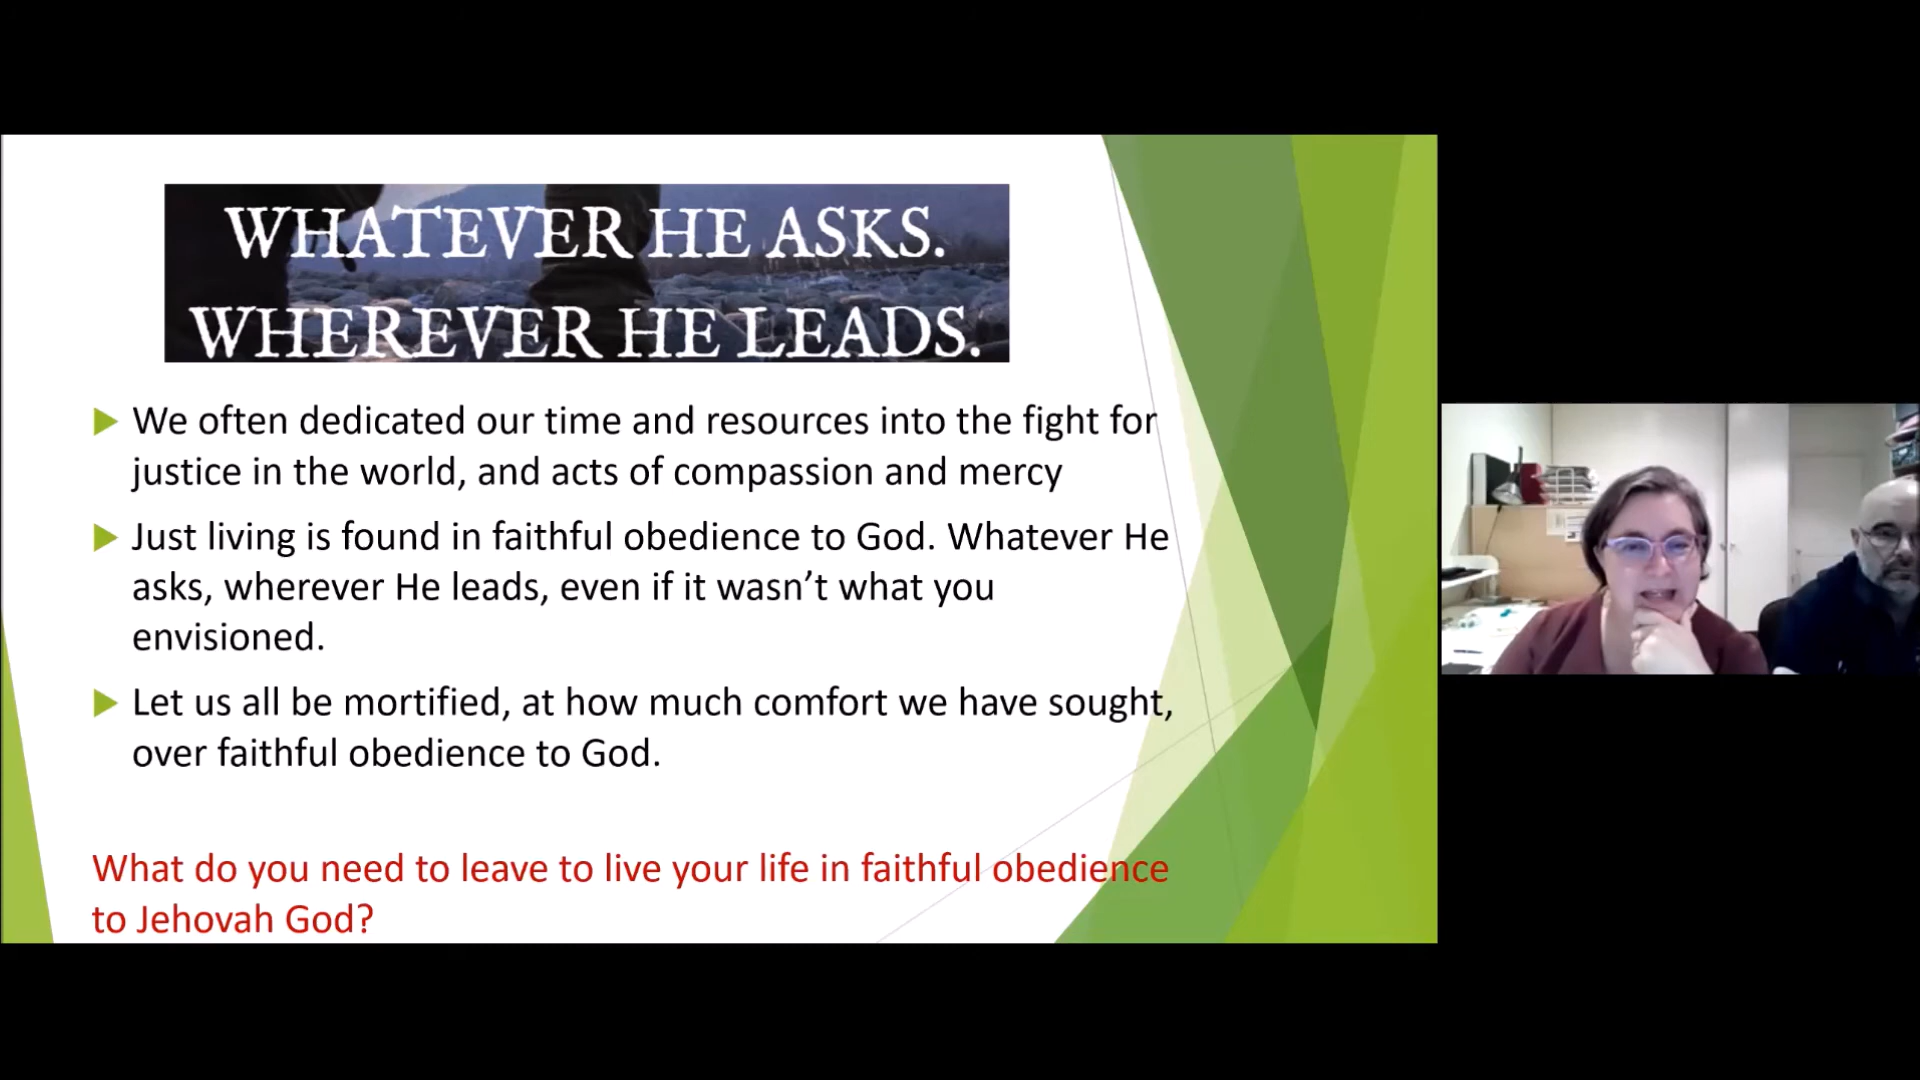 WHATEVER HE ASKS.
WHEREVER HE LEADS.
We often dedicated our time and resources into the fight for
justice in the world, and acts of compassion and mercy
Just living is found in faithful obedience to God. Whatever He
asks, wherever He leads, even if it wasn’t what you
envisioned.
Let us all be mortified, at how much comfort we have sought,
over faithful obedience to God.
What do you need to leave to live your life in faithful obedience
to Jehovah God?